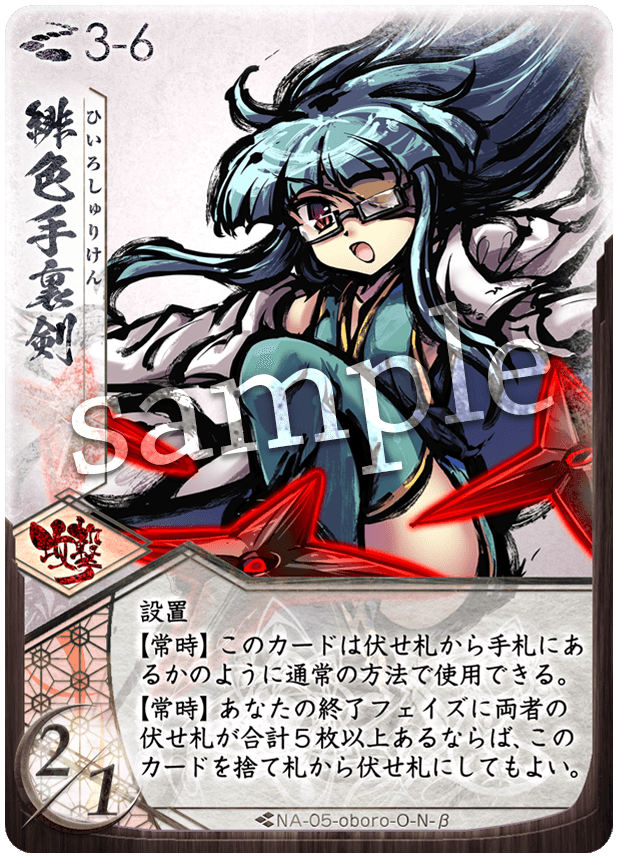 3-6
緋色手裏剣
ひいろしゅりけん
sample
攻撃
設置
【常時】このカードは伏せ札から手札にあ
るかのように通常の方法で使用できる。
【常時】あなたの終了フェイズに両者の
伏せ札が合計５枚以上あるならば、この
カードを捨て札から伏せ札にしてもよい。
2/1
NA-05-oboro-O-N-β